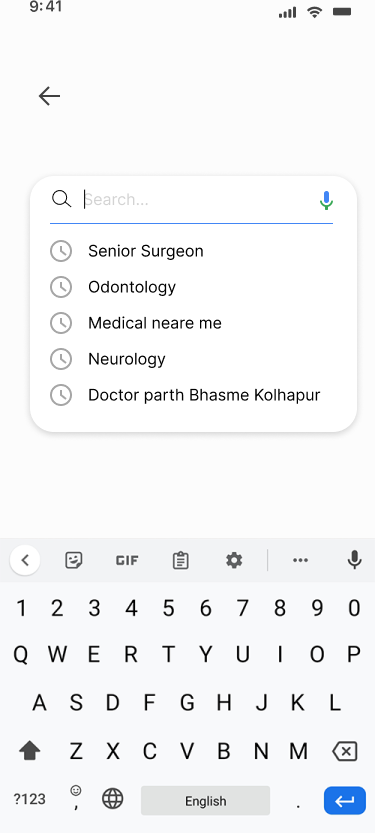 9:41
Search...
Senior Surgeon
Odontology
Medical neare me
Neurology
Doctor parth Bhasme Kolhapur
GIF
1 2 3 4 5 6 7 8 9 0
Q W E R T Y U I O P
A S D F G H J K L
Z X C V B N M
?123 , English .